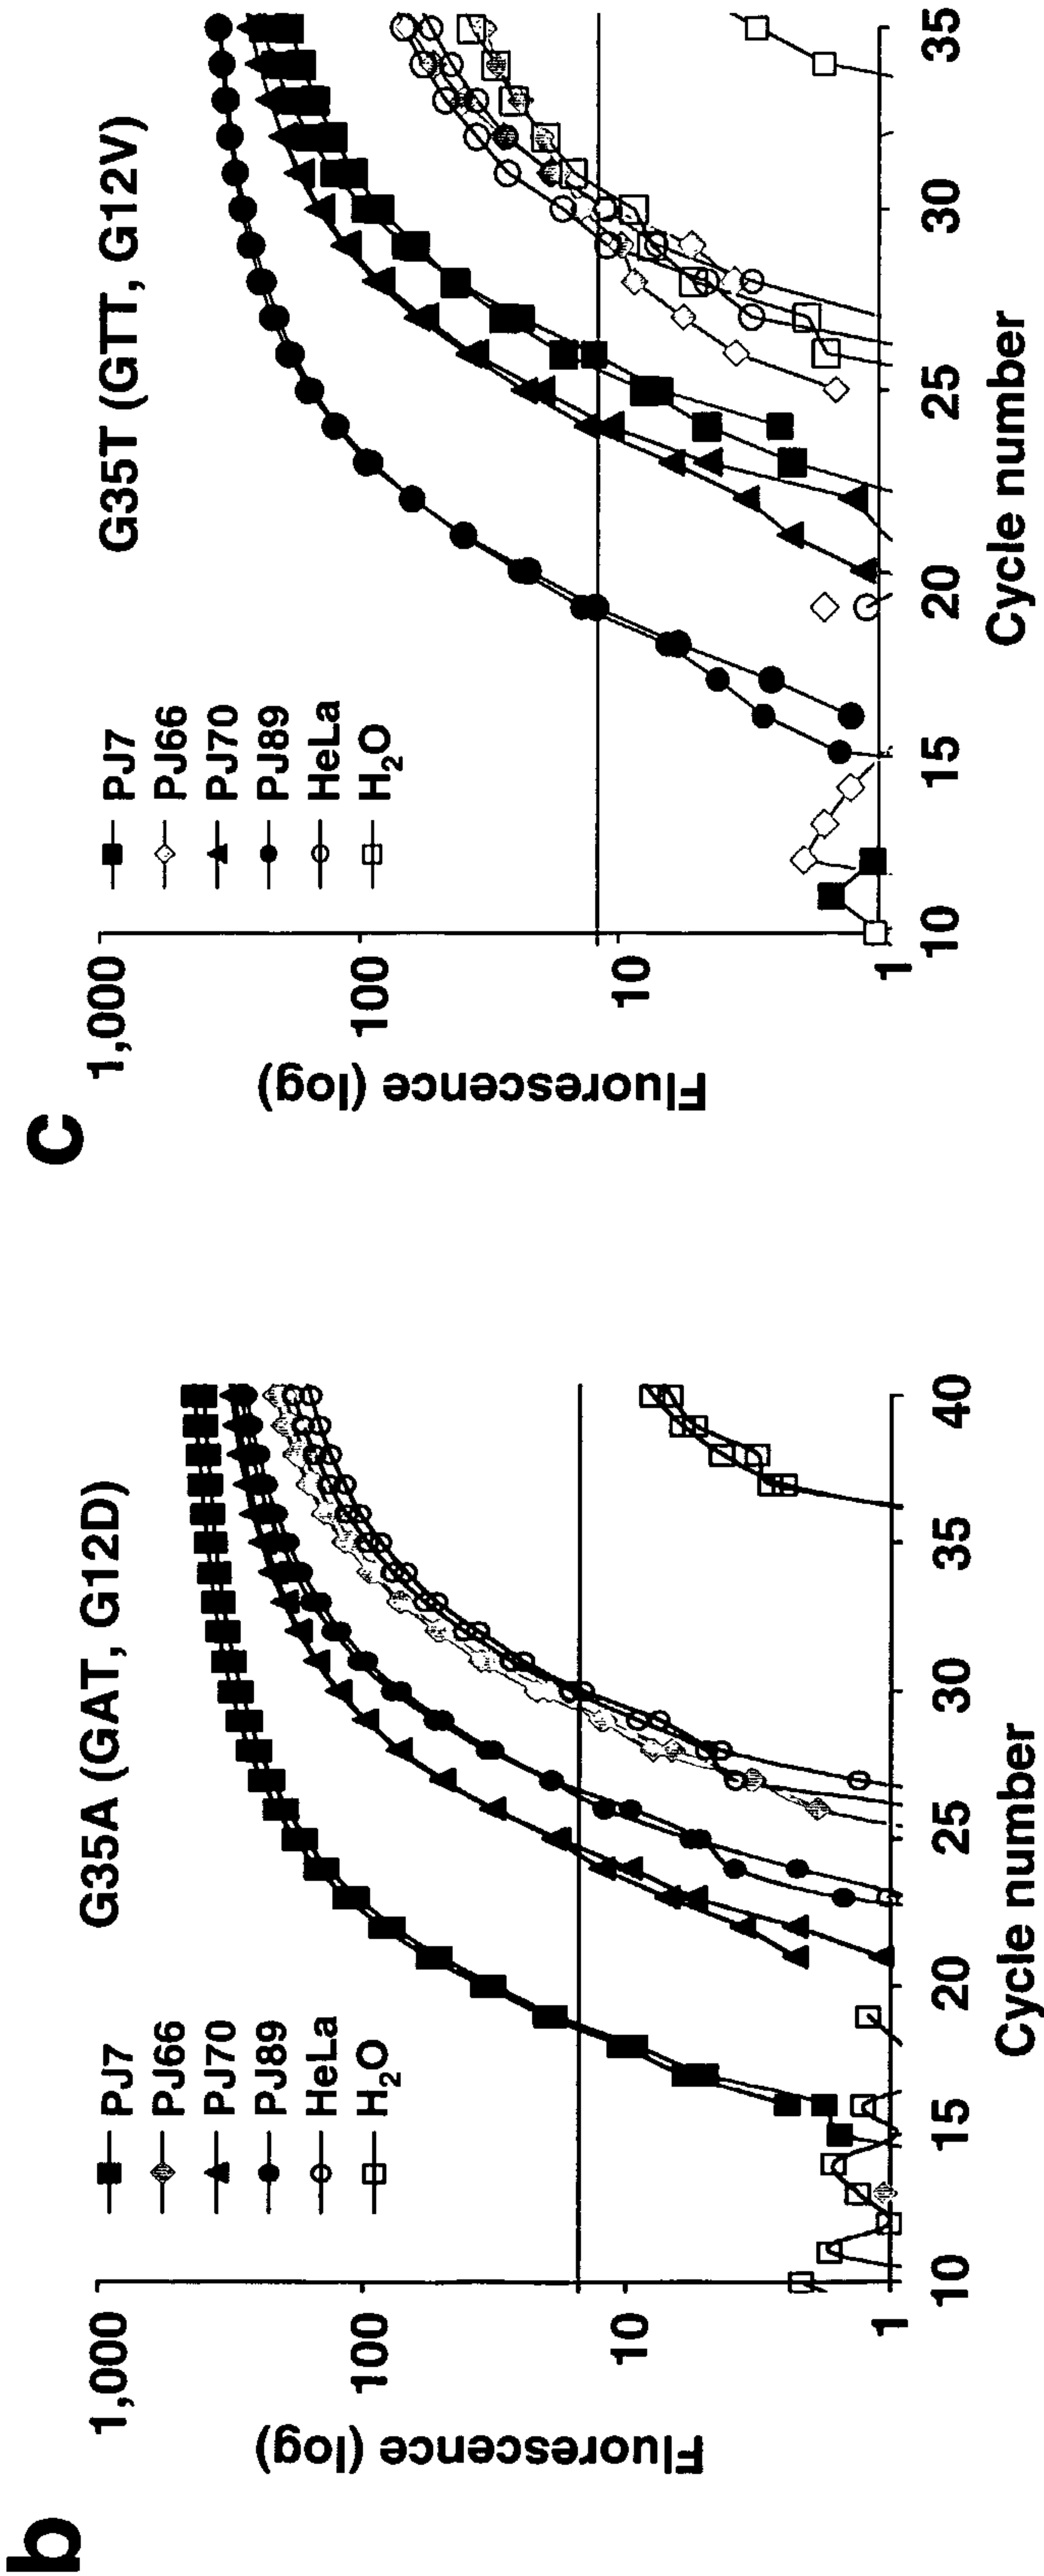 b
G35A (GAT, G12D)
PJ7
PJ66
PJ70
PJ89
HeLa
H2O
Fluorescence (log)
1,000
100
10
1
10
15
20
25
30
35
40
Cycle number
c
G35T (GTT, G12V)
PJ7
PJ66
PJ70
PJ89
HeLa
H2O
Fluorescence (log)
1,000
100
10
1
10
15
20
25
30
35
Cycle number